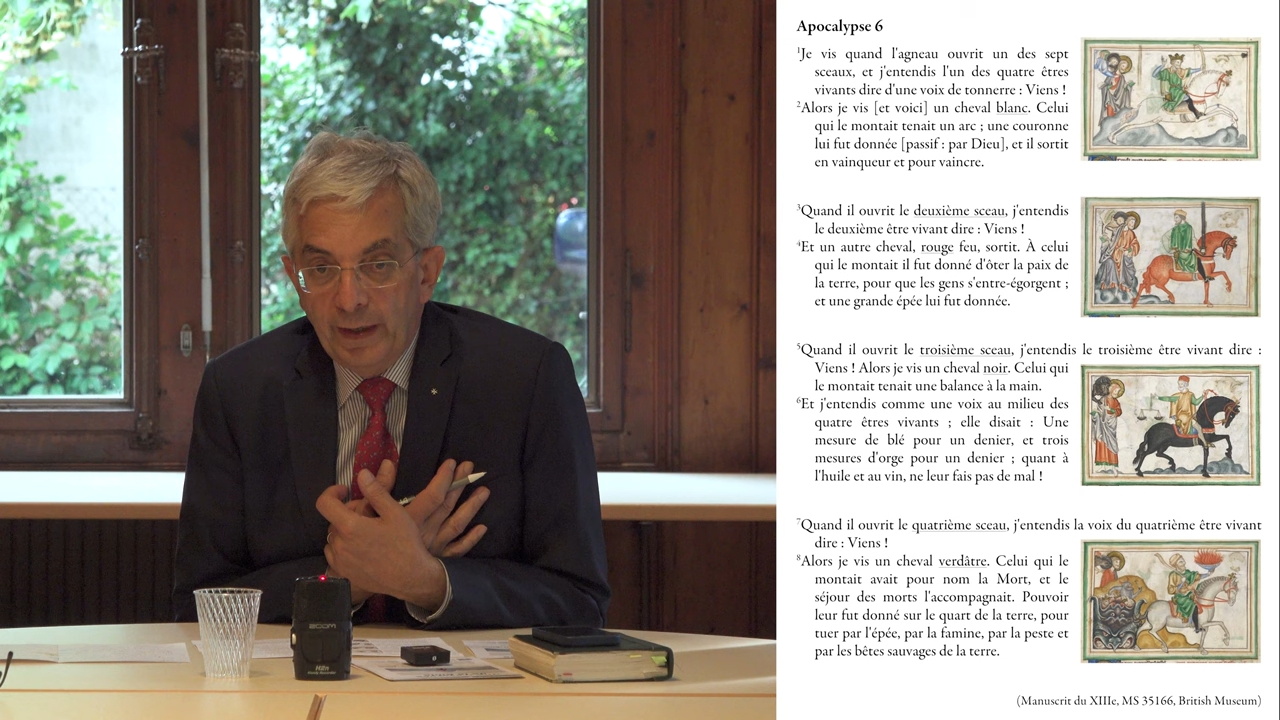 Apocalypse 6
1Je vis quand l'agneau ouvrit un des sept
sceaux, et j'entendis l'un des quatre êtres
vivants dire d'une voix de tonnerre : Viens !
2Alors je vis [et voici] un cheval blanc. Celui
qui le montait tenait un arc ; une couronne
lui fut donnée [passif : par Dieu], et il sortit
en vainqueur et pour vaincre.
3Quand il ouvrit le deuxième sceau, j'entendis
le deuxième être vivant dire : Viens !
4Et un autre cheval, rouge feu, sortit. À celui
qui le montait il fut donné d'ôter la paix de
la terre, pour que les gens s'entre-égorgent ;
et une grande épée lui fut donnée.
5Quand il ouvrit le troisième sceau, j'entendis le troisième être vivant dire :
Viens ! Alors je vis un cheval noir. Celui qui
le montait tenait une balance à la main.
6Et j'entendis comme une voix au milieu des
quatre êtres vivants ; elle disait : Une
mesure de blé pour un denier, et trois
mesures d'orge pour un denier ; quant à
l'huile et au vin, ne leur fais pas de mal !
7Quand il ouvrit le quatrième sceau, j'entendis la voix du quatrième être vivant
dire : Viens !
8Alors je vis un cheval verdâtre. Celui qui le
montait avait pour nom la Mort, et le
séjour des morts l'accompagnait. Pouvoir
leur fut donné sur le quart de la terre, pour
tuer par l'épée, par la famine, par la peste et
par les bêtes sauvages de la terre.
(Manuscrit du XIIIe, MS 35166, British Museum)
zoom
H2n